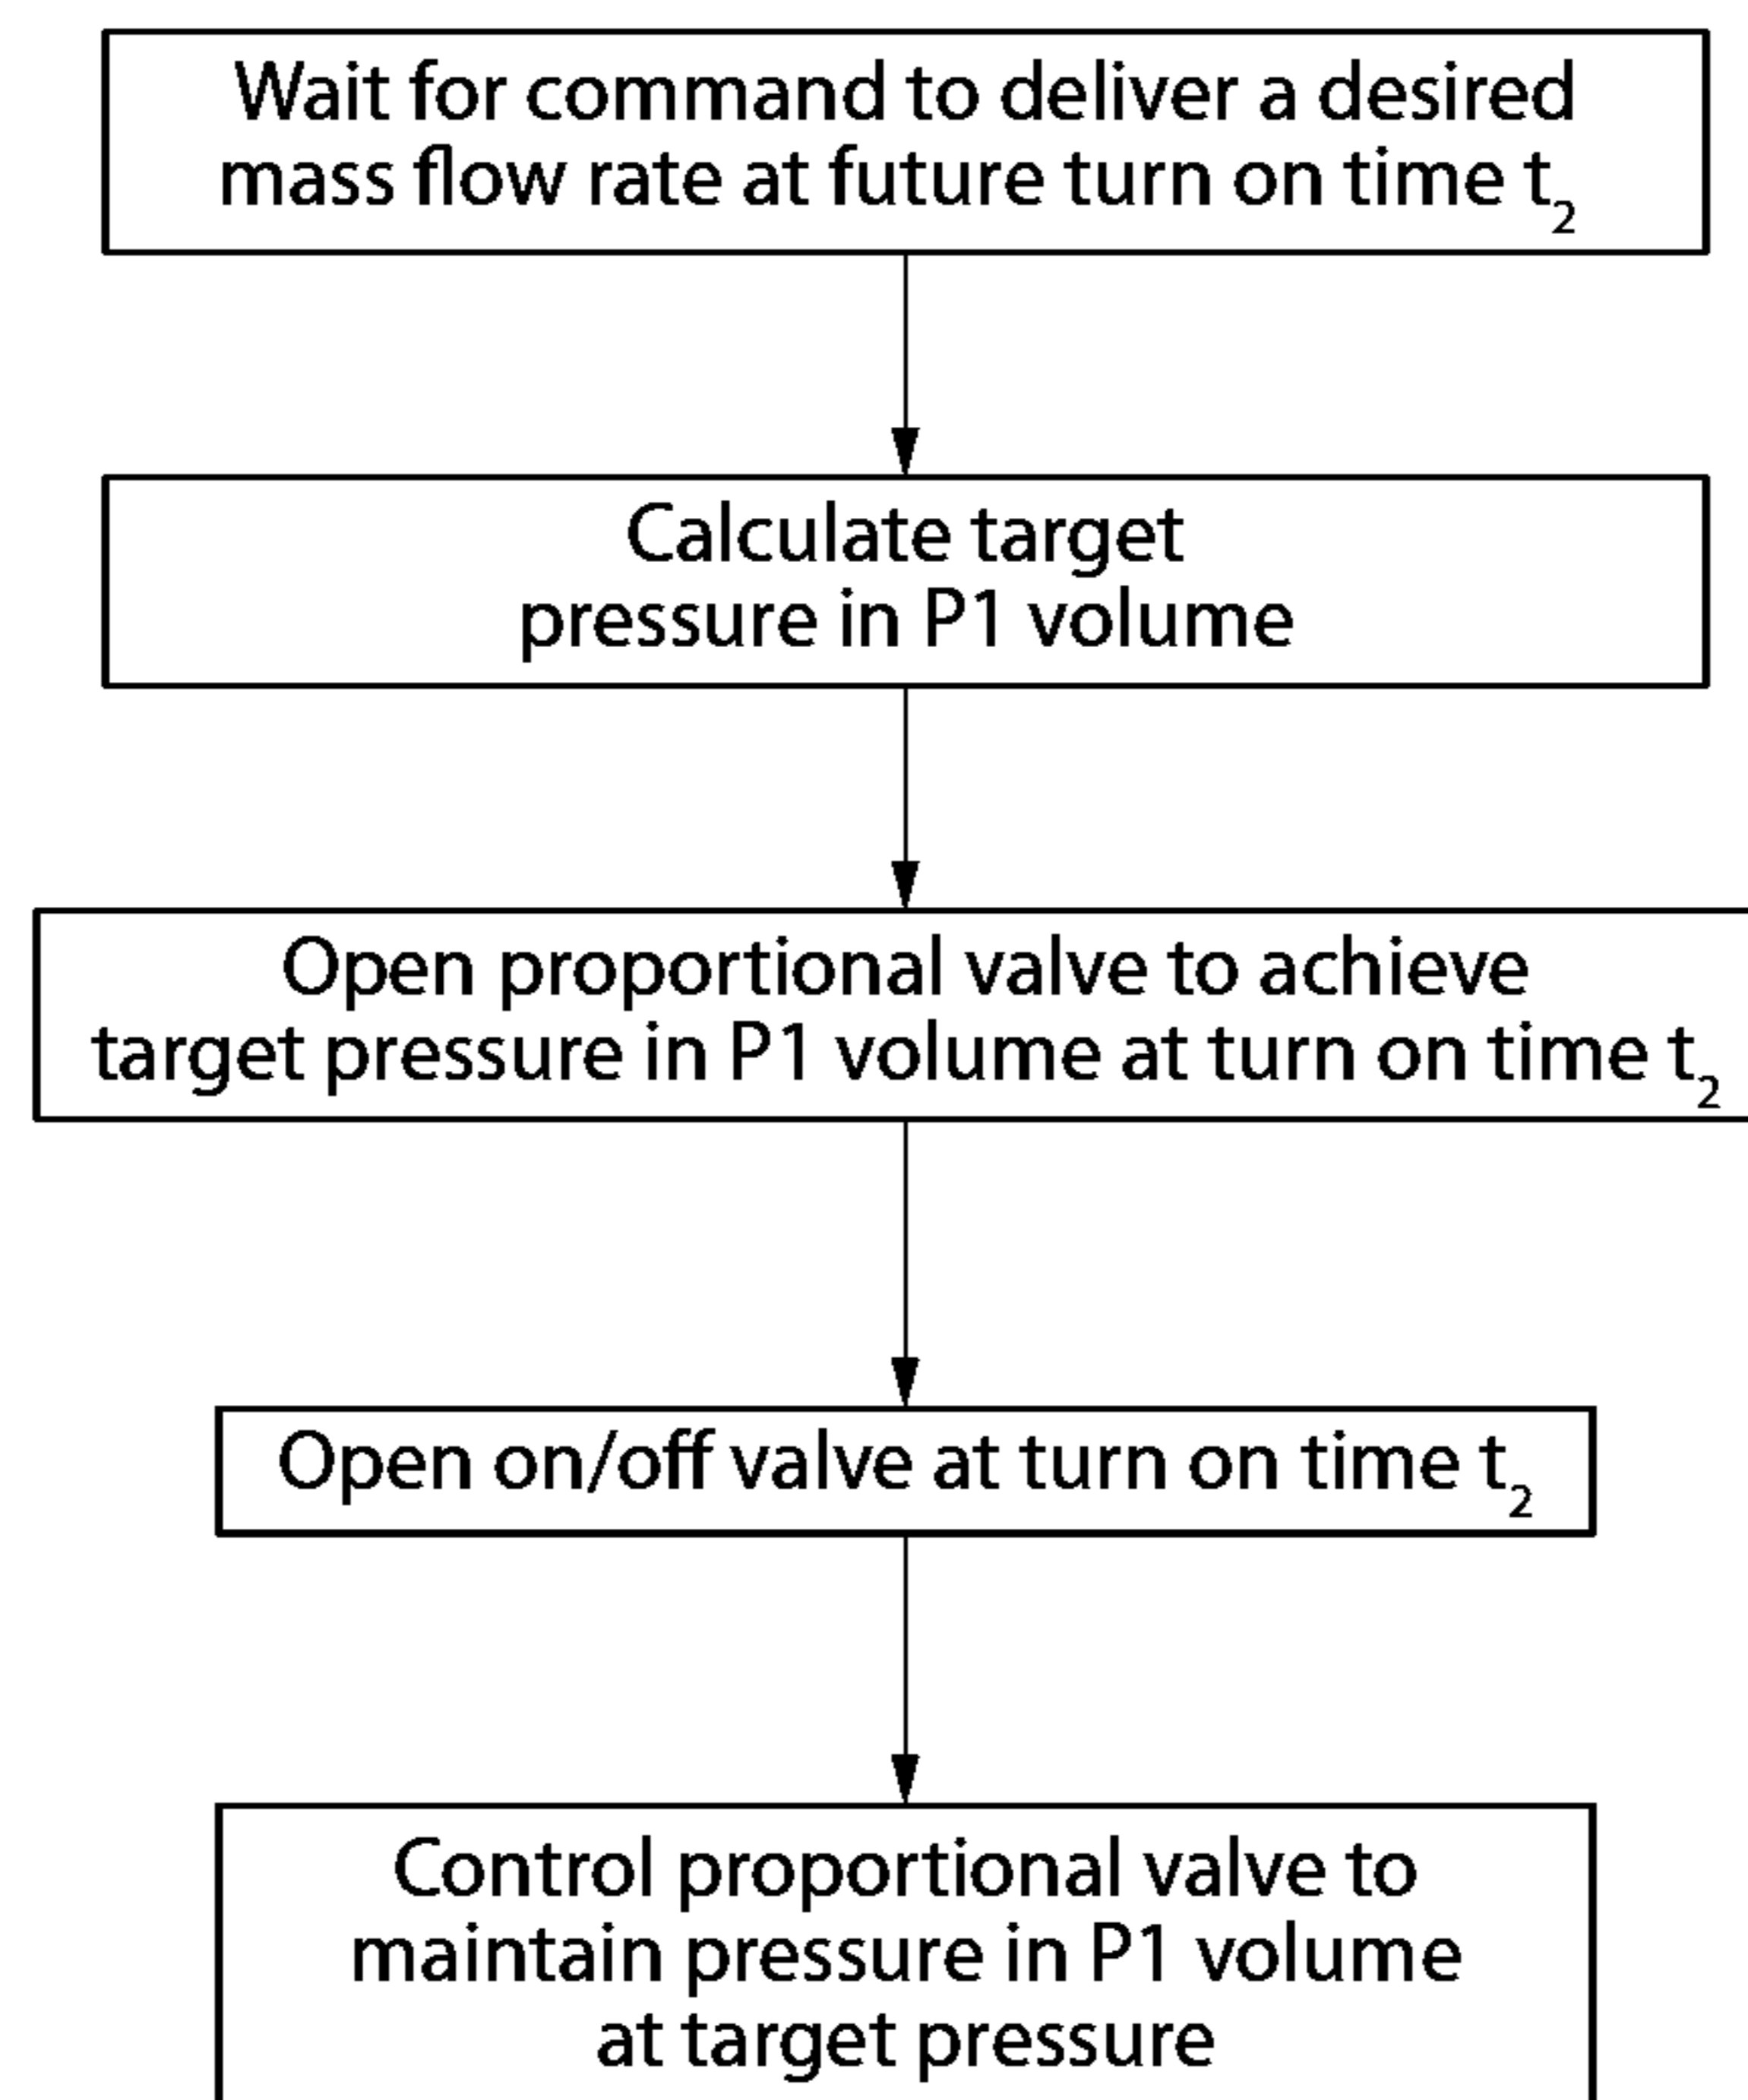 Wait for command to deliver a desired
mass flow rate at future turn on time t₂
Calculate target
pressure in P1 volume
Open proportional valve to achieve
target pressure in P1 volume at turn on time t₂
Open on/off valve at turn on time t₂
Control proportional valve to
maintain pressure in P1 volume
at target pressure